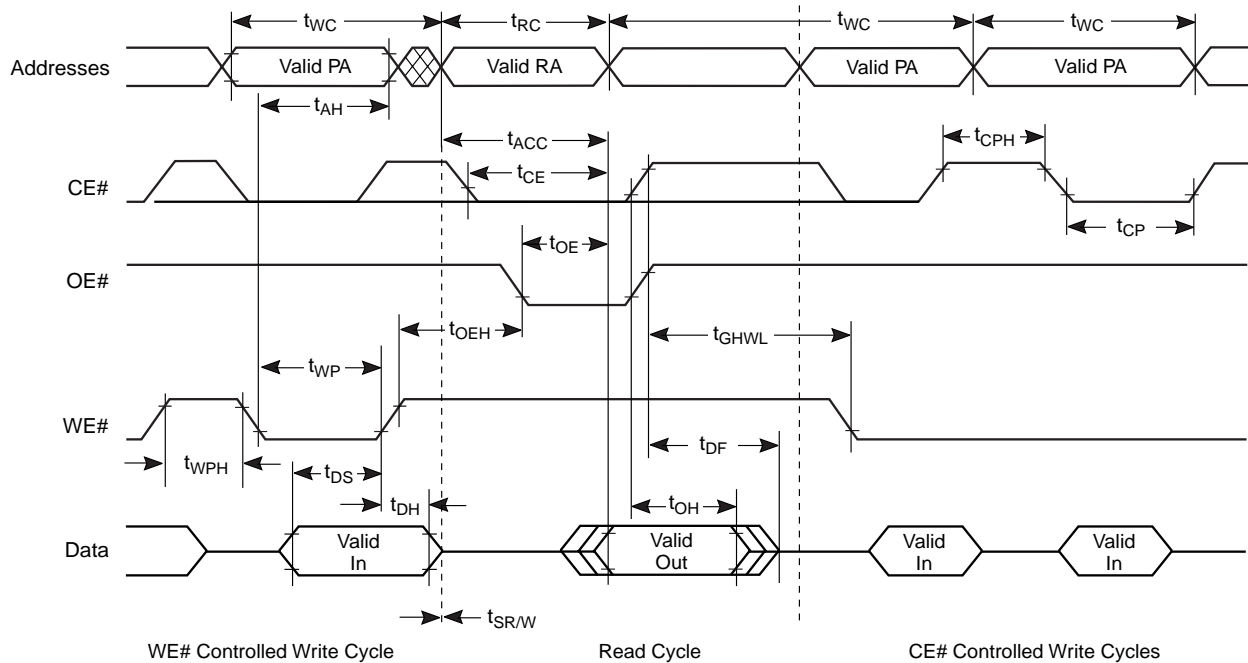 tWC tRC tWC tWC
Addresses Valid PA Valid RA Valid PA Valid PA
tAH
tACC tCPH
CE# tCE
tCP
tOE
OE#
tOEH tGHWL
tWP
WE#
tDF
tWPH tDS
tDH tOH
Data Valid In Valid Out Valid In Valid In
tSR/W
WE# Controlled Write Cycle Read Cycle CE# Controlled Write Cycles